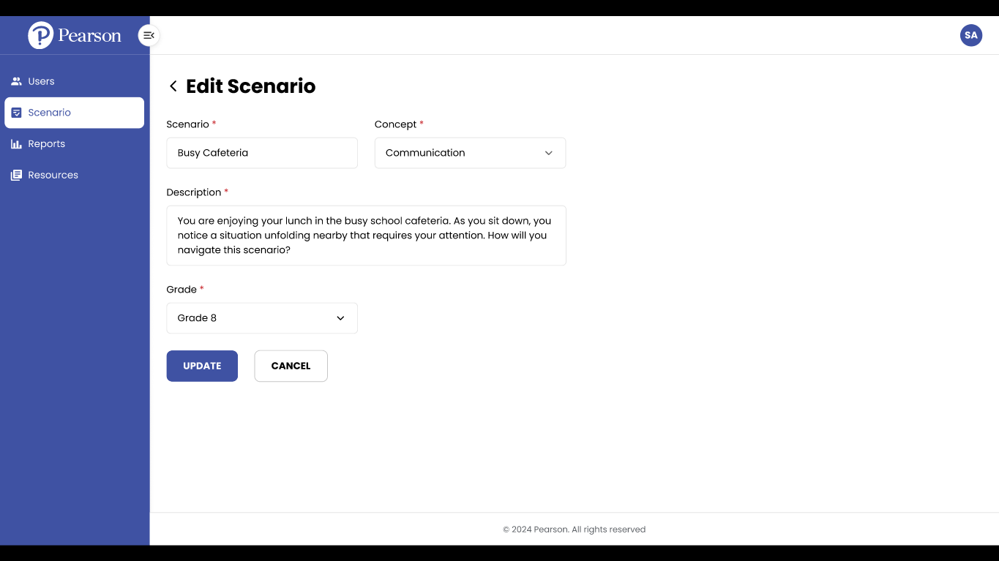 Pearson
SA
Users
Scenario
Reports
Resources
Edit Scenario
Scenario *
Concept *
Busy Cafeteria
Communication
Description *
You are enjoying your lunch in the busy school cafeteria. As you sit down, you
notice a situation unfolding nearby that requires your attention. How will you
navigate this scenario?
Grade *
Grade 8
UPDATE
CANCEL
© 2024 Pearson. All rights reserved